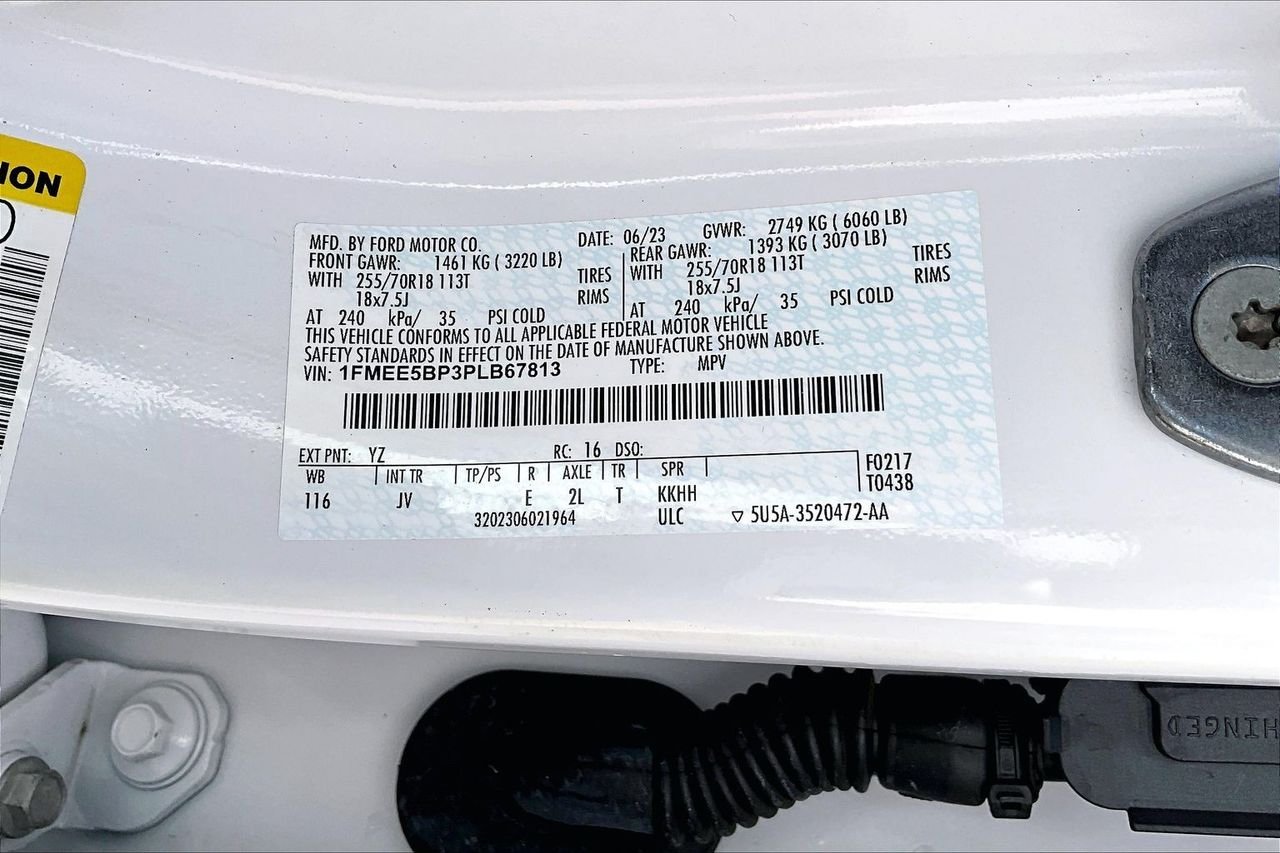 ION
MFD. BY FORD MOTOR CO. DATE: 06/23 GVWR: 2749 KG ( 6060 LB)
FRONT GAWR: 1461 KG ( 3220 LB) REAR GAWR: 1393 KG ( 3070 LB)
WITH 255/70R18 113T TIRES WITH 255/70R18 113T TIRES
18x7.5J RIMS 18x7.5J RIMS
AT 240 kPa/ 35 PSI COLD AT 240 kPa/ 35 PSI COLD
THIS VEHICLE CONFORMS TO ALL APPLICABLE FEDERAL MOTOR VEHICLE
SAFETY STANDARDS IN EFFECT ON THE DATE OF MANUFACTURE SHOWN ABOVE.
VIN: 1FMEE5BP3PLB67813 TYPE: MPV
EXT PNT: YZ RC: 16 DSO:
WB INT TR TP/PS R AXLE TR SPR F0217
116 JV E 2L T KKHH T0438
3202306021964 ULC ▽ 5U5A-3520472-AA
HINGED